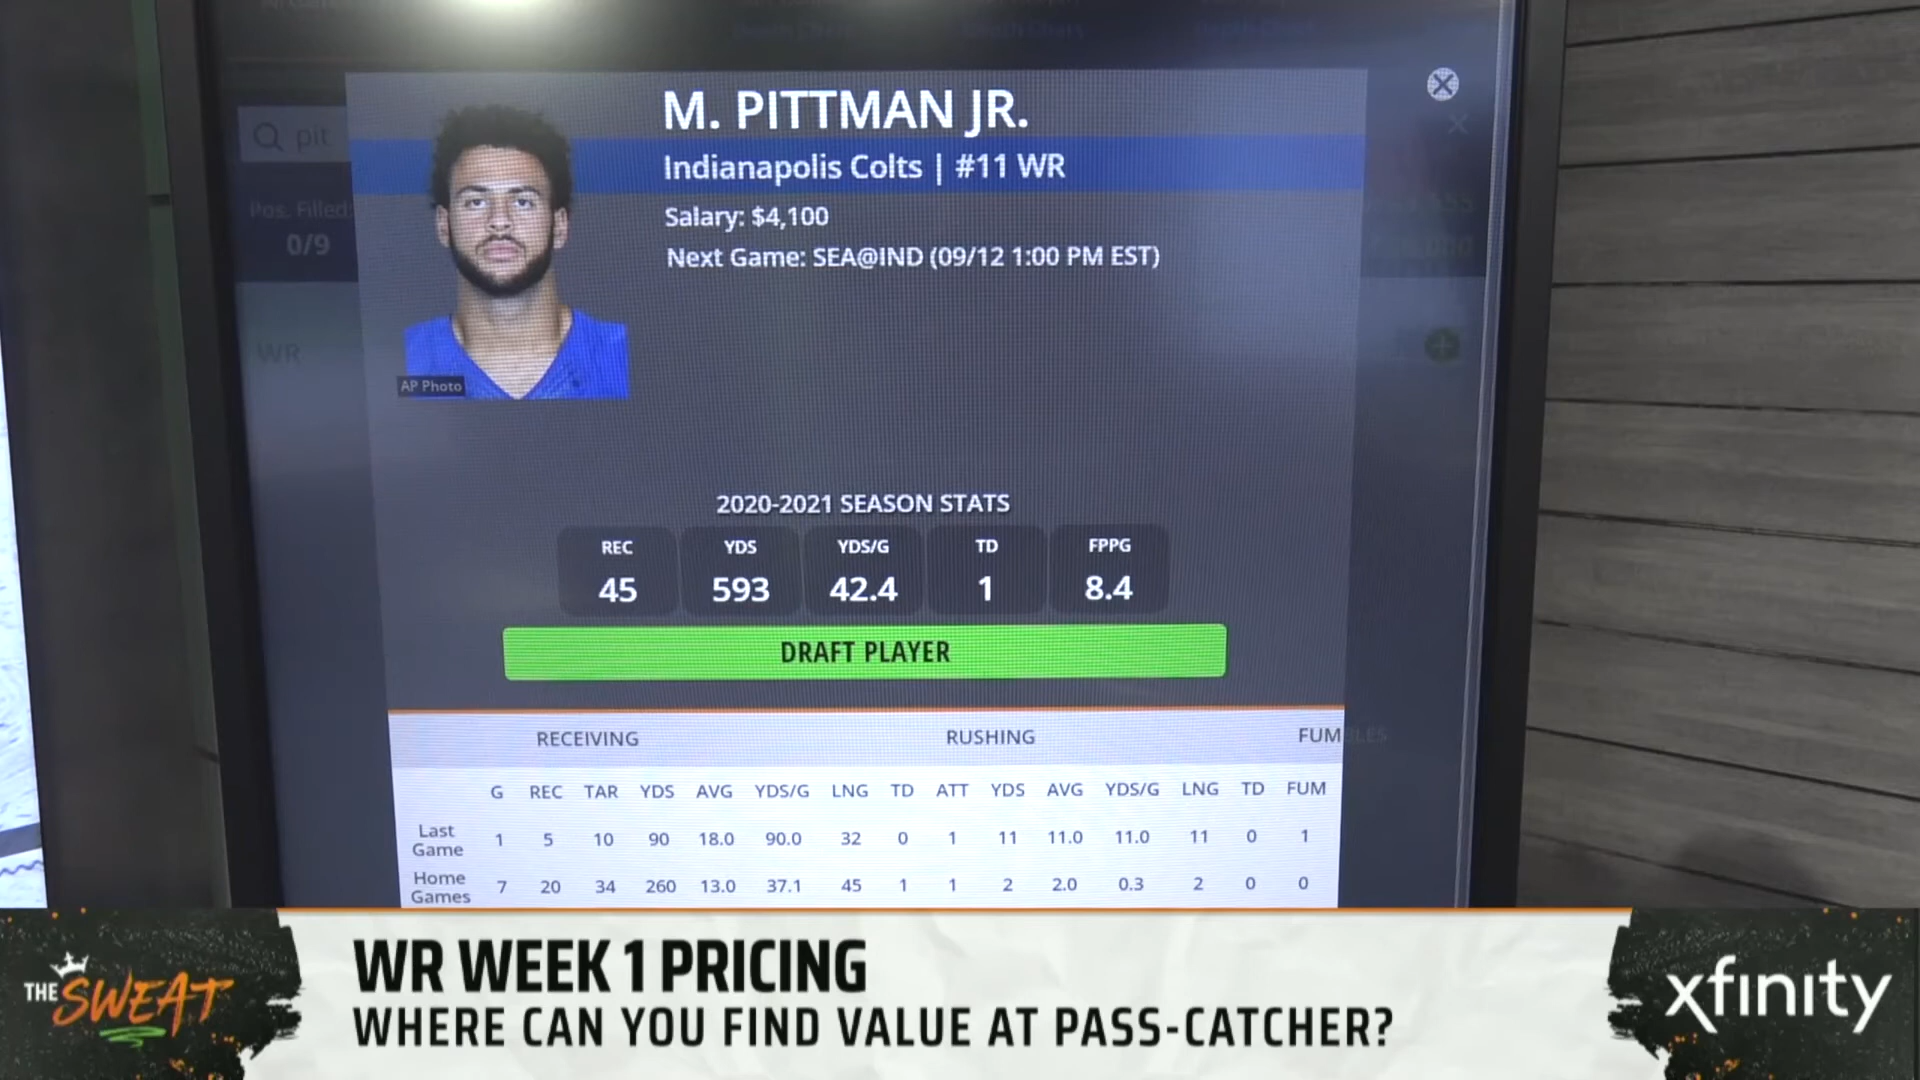 M. PITTMAN JR.
Indianapolis Colts | #11 WR
Salary: $4,100
Next Game: SEA@IND (09/12 1:00 PM EST)
pit
Pos. Filled
0/9
WR
AP Photo
2020-2021 SEASON STATS
REC YDS YDS/G TD FPPG
45 593 42.4 1 8.4
DRAFT PLAYER
RECEIVING RUSHING FUMBLES
G REC TAR YDS AVG YDS/G LNG TD ATT YDS AVG YDS/G LNG TD FUM
Last Game 1 5 10 90 18.0 90.0 32 0 1 11 11.0 11.0 11 0 1
Home Games 7 20 34 260 13.0 37.1 45 1 1 2 2.0 0.3 2 0 0
THE SWEAT
WR WEEK 1 PRICING
WHERE CAN YOU FIND VALUE AT PASS-CATCHER?
xfinity